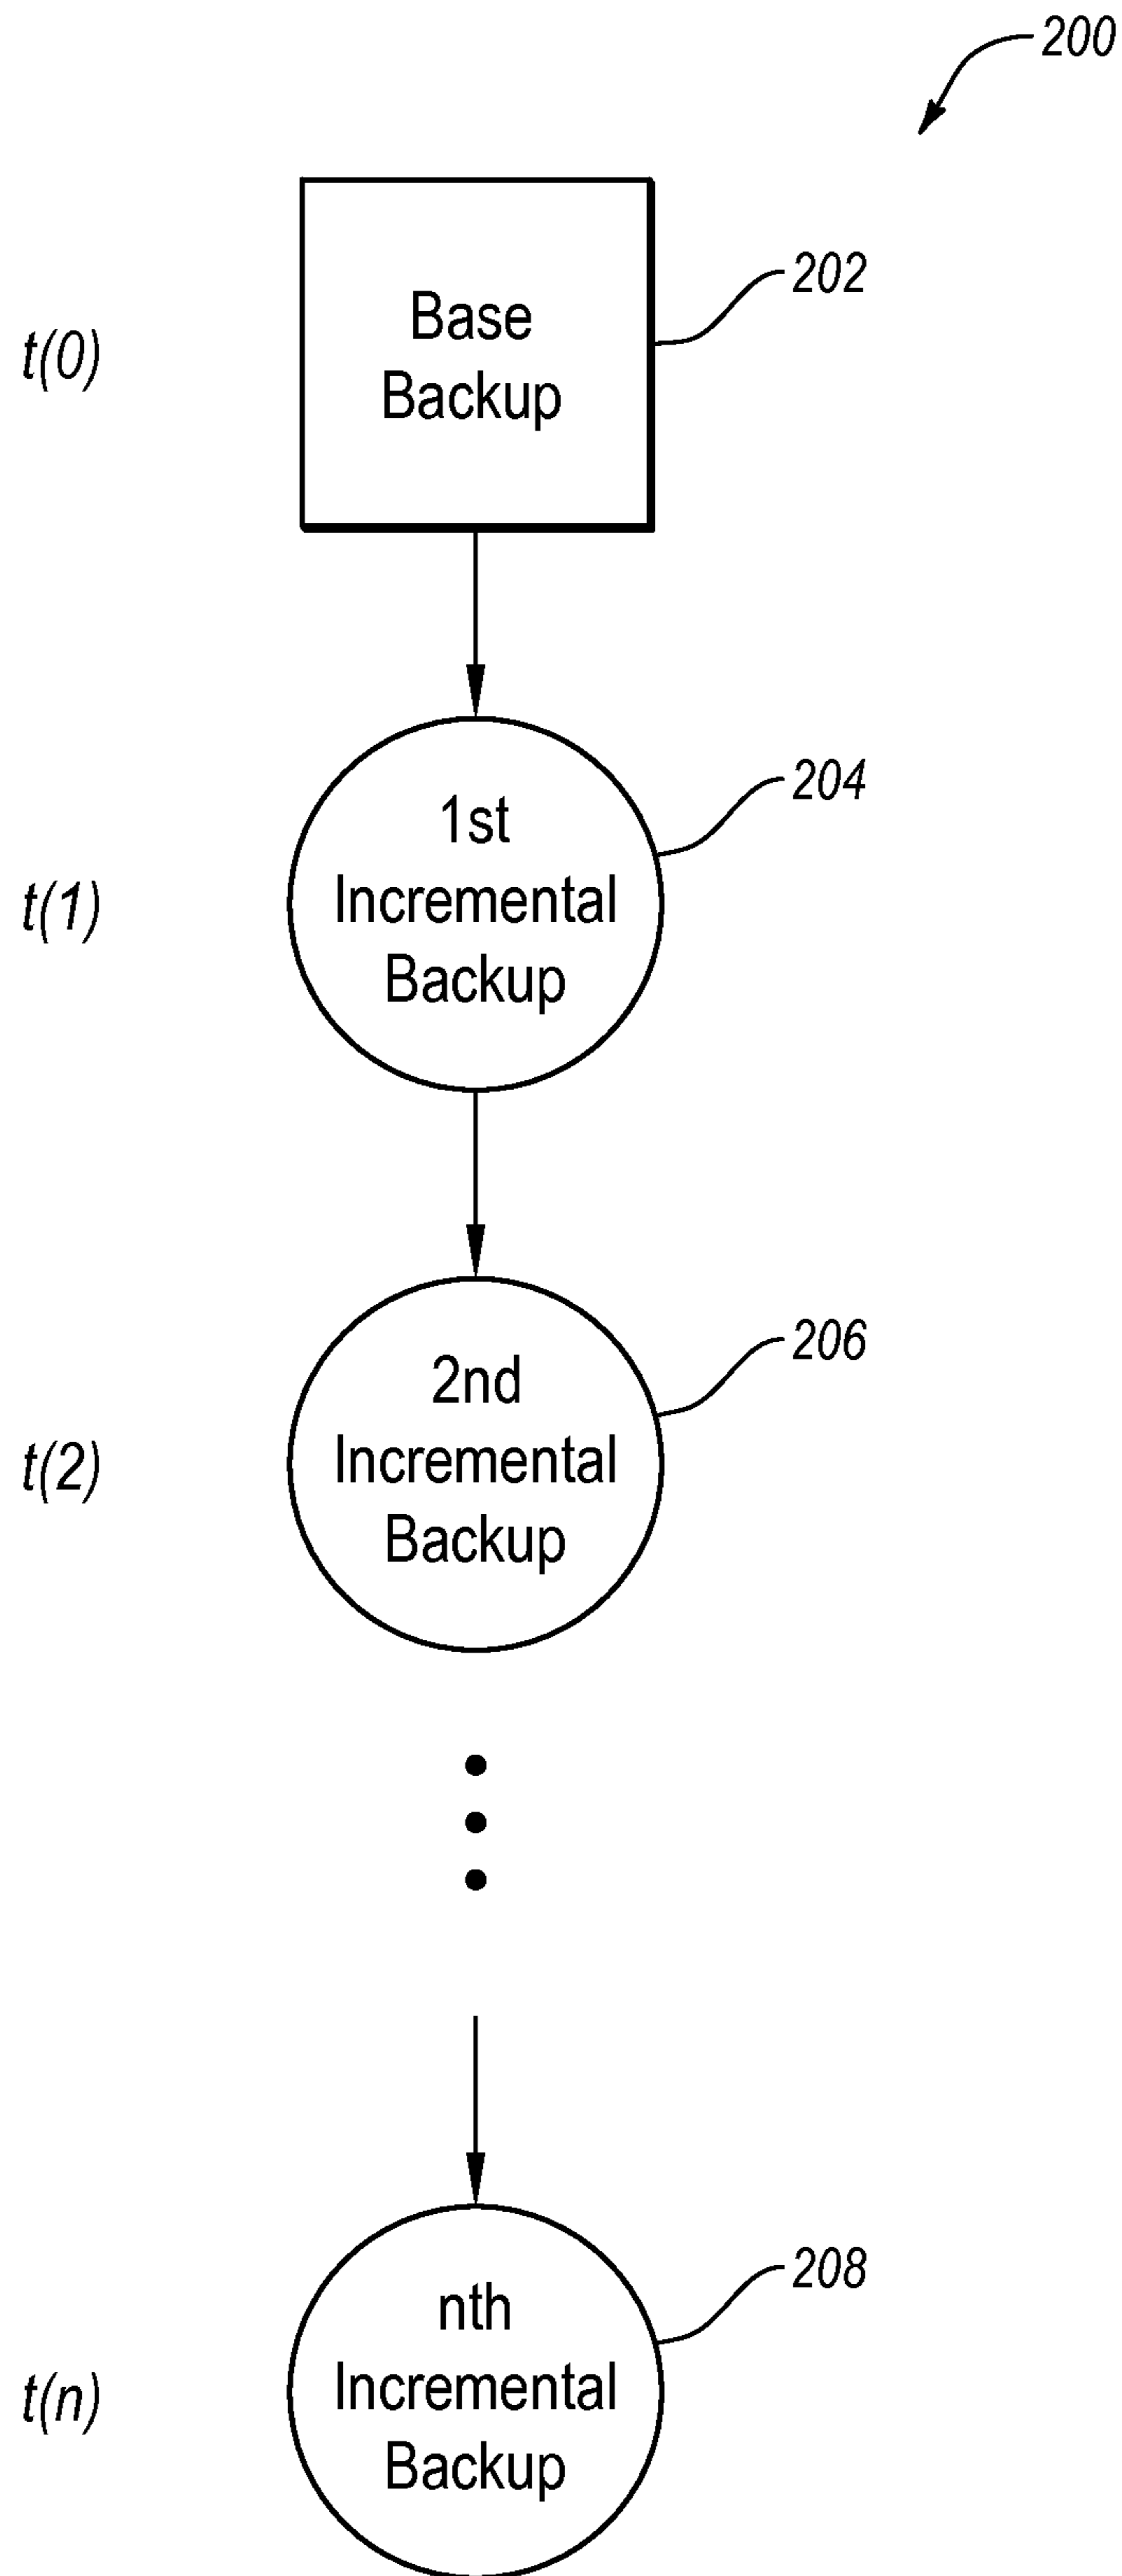 200
Base
Backup
202
t(0)
1st
Incremental
Backup
204
t(1)
2nd
Incremental
Backup
206
t(2)
nth
Incremental
Backup
208
t(n)